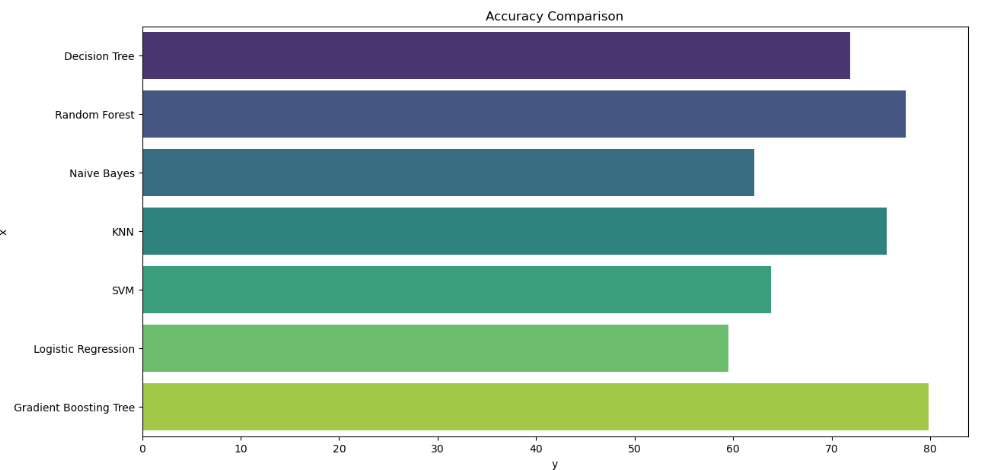 Accuracy Comparison
Decision Tree
Random Forest
Naive Bayes
KNN
SVM
Logistic Regression
Gradient Boosting Tree
x
0 10 20 30 40 50 60 70 80
y